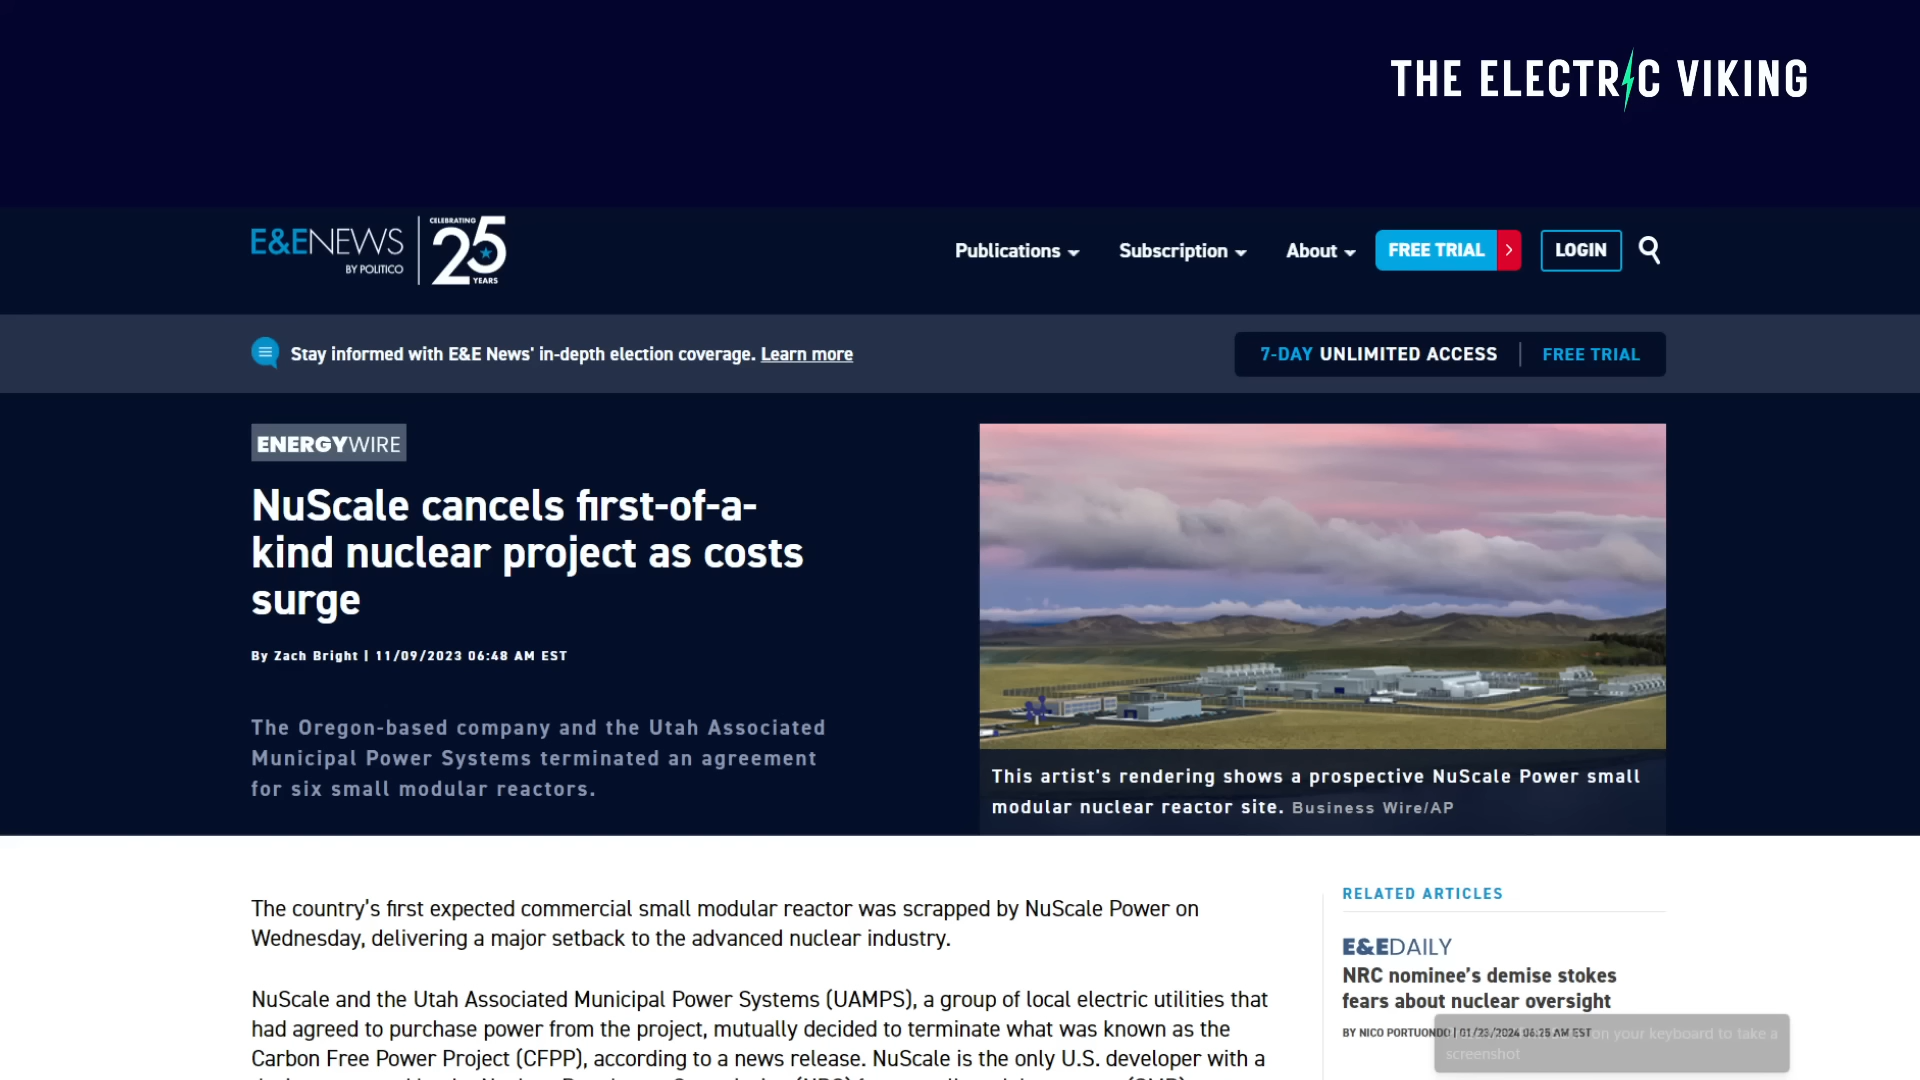 THE ELECTRIC VIKING
E&ENEWS
BY POLITICO
CELEBRATING
25
YEARS
Publications
Subscription
About
FREE TRIAL
LOGIN
Stay informed with E&E News' in-depth election coverage. Learn more
7-DAY UNLIMITED ACCESS
FREE TRIAL
ENERGYWIRE
NuScale cancels first-of-a-
kind nuclear project as costs
surge
By Zach Bright | 11/09/2023 06:48 AM EST
The Oregon-based company and the Utah Associated
Municipal Power Systems terminated an agreement
for six small modular reactors.
This artist's rendering shows a prospective NuScale Power small
modular nuclear reactor site. Business Wire/AP
The country's first expected commercial small modular reactor was scrapped by NuScale Power on
Wednesday, delivering a major setback to the advanced nuclear industry.
NuScale and the Utah Associated Municipal Power Systems (UAMPS), a group of local electric utilities that
had agreed to purchase power from the project, mutually decided to terminate what was known as the
Carbon Free Power Project (CFPP), according to a news release. NuScale is the only U.S. developer with a
RELATED ARTICLES
E&EDAILY
NRC nominee's demise stokes
fears about nuclear oversight
BY NICO PORTUONDO | 01/23/2024 06:25 AM EST
on your keyboard to take a
screenshot